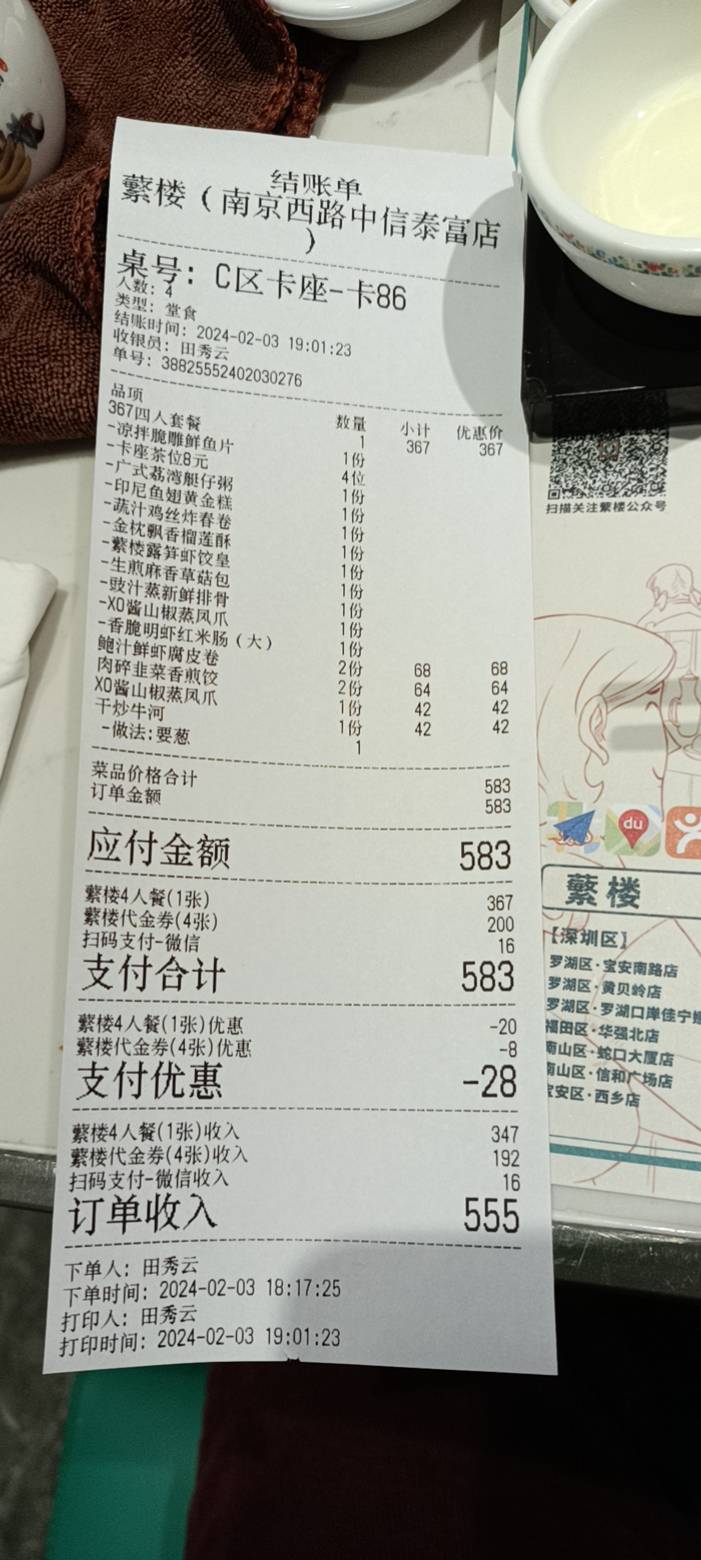 结账单
蘩楼（南京西路中信泰富店
）
桌号: C区卡座-卡86
人数: 4
类型: 堂食
结账时间: 2024-02-03 19:01:23
收银员: 田秀云
单号: 38825552402030276
品项 数量 小计 优惠价
367四人套餐 1 367 367
-凉拌脆雕鲜鱼片 1份
-卡座茶位8元 4位
-广式荔湾艇仔粥 1份
-印尼鱼翅黄金糕 1份
-蔬汁鸡丝炸春卷 1份
-金枕飘香榴莲酥 1份
-蘩楼露笋虾饺皇 1份
-生煎麻香草菇包 1份
-豉汁蒸新鲜排骨 1份
-XO酱山椒蒸凤爪 1份
-香脆明虾红米肠（大） 1份
鲍汁鲜虾腐皮卷 2份 68 68
肉碎韭菜香煎饺 2份 64 64
XO酱山椒蒸凤爪 1份 42 42
干炒牛河 1份 42 42
-做法:要葱 1
菜品价格合计 583
订单金额 583
应付金额 583
蘩楼4人餐(1张) 367
蘩楼代金券(4张) 200
扫码支付-微信 16
支付合计 583
蘩楼4人餐(1张)优惠 -20
蘩楼代金券(4张)优惠 -8
支付优惠 -28
蘩楼4人餐(1张)收入 347
蘩楼代金券(4张)收入 192
扫码支付-微信收入 16
订单收入 555
下单人: 田秀云
下单时间: 2024-02-03 18:17:25
打印人: 田秀云
打印时间: 2024-02-03 19:01:23
扫描关注蘩楼公众号
du
蘩楼
【深圳区】
罗湖区·宝安南路店
罗湖区·黄贝岭店
罗湖区·罗湖口岸佳宁娜
福田区·华强北店
南山区·蛇口大厦店
南山区·信和广场店
宝安区·西乡店